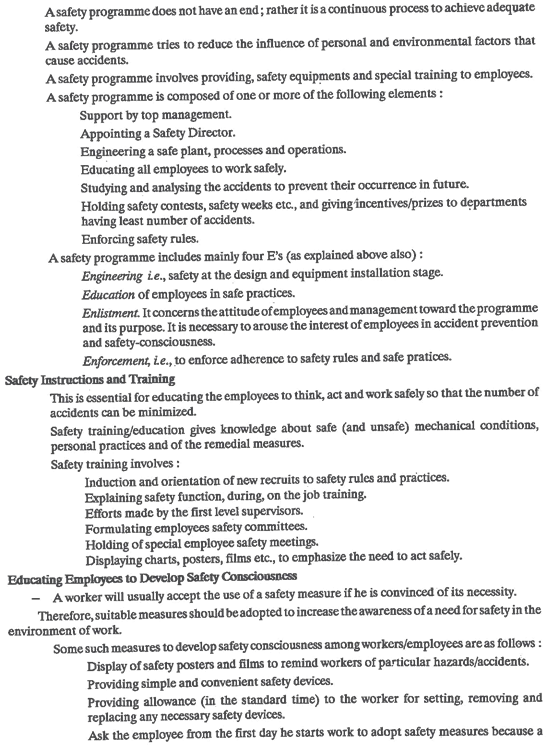 A safety programme does not have an end; rather it is a continuous process to achieve adequate
safety.
A safety programme tries to reduce the influence of personal and environmental factors that
cause accidents.
A safety programme involves providing, safety equipments and special training to employees.
A safety programme is composed of one or more of the following elements :
Support by top management.
Appointing a Safety Director.
Engineering a safe plant, processes and operations.
Educating all employees to work safely.
Studying and analysing the accidents to prevent their occurrence in future.
Holding safety contests, safety weeks etc., and giving incentives/prizes to departments
having least number of accidents.
Enforcing safety rules.
A safety programme includes mainly four E's (as explained above also) :
Engineering i.e., safety at the design and equipment installation stage.
Education of employees in safe practices.
Enlistment. It concerns the attitude of employees and management toward the programme
and its purpose. It is necessary to arouse the interest of employees in accident prevention
and safety-consciousness.
Enforcement, i.e., to enforce adherence to safety rules and safe pratices.
Safety Instructions and Training
This is essential for educating the employees to think, act and work safely so that the number of
accidents can be minimized.
Safety training/education gives knowledge about safe (and unsafe) mechanical conditions,
personal practices and of the remedial measures.
Safety training involves :
Induction and orientation of new recruits to safety rules and practices.
Explaining safety function, during, on the job training.
Efforts made by the first level supervisors.
Formulating employees safety committees.
Holding of special employee safety meetings.
Displaying charts, posters, films etc., to emphasize the need to act safely.
Educating Employees to Develop Safety Consciousness
– A worker will usually accept the use of a safety measure if he is convinced of its necessity.
Therefore, suitable measures should be adopted to increase the awareness of a need for safety in the
environment of work.
Some such measures to develop safety consciousness among workers/employees are as follows :
Display of safety posters and films to remind workers of particular hazards/accidents.
Providing simple and convenient safety devices.
Providing allowance (in the standard time) to the worker for setting, removing and
replacing any necessary safety devices.
Ask the employee from the first day he starts work to adopt safety measures because a